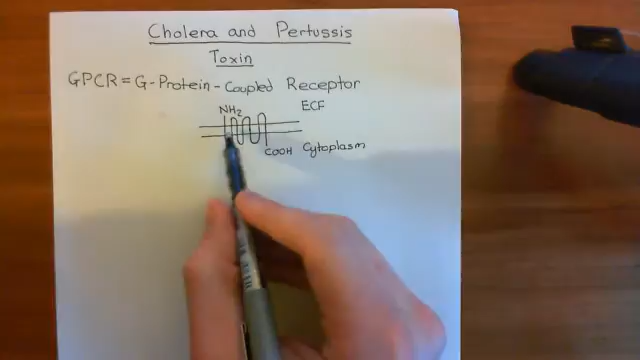 Cholera and Pertussis
Toxin
GPCR = G-Protein-Coupled Receptor
NH2 ECF
COOH Cytoplasm